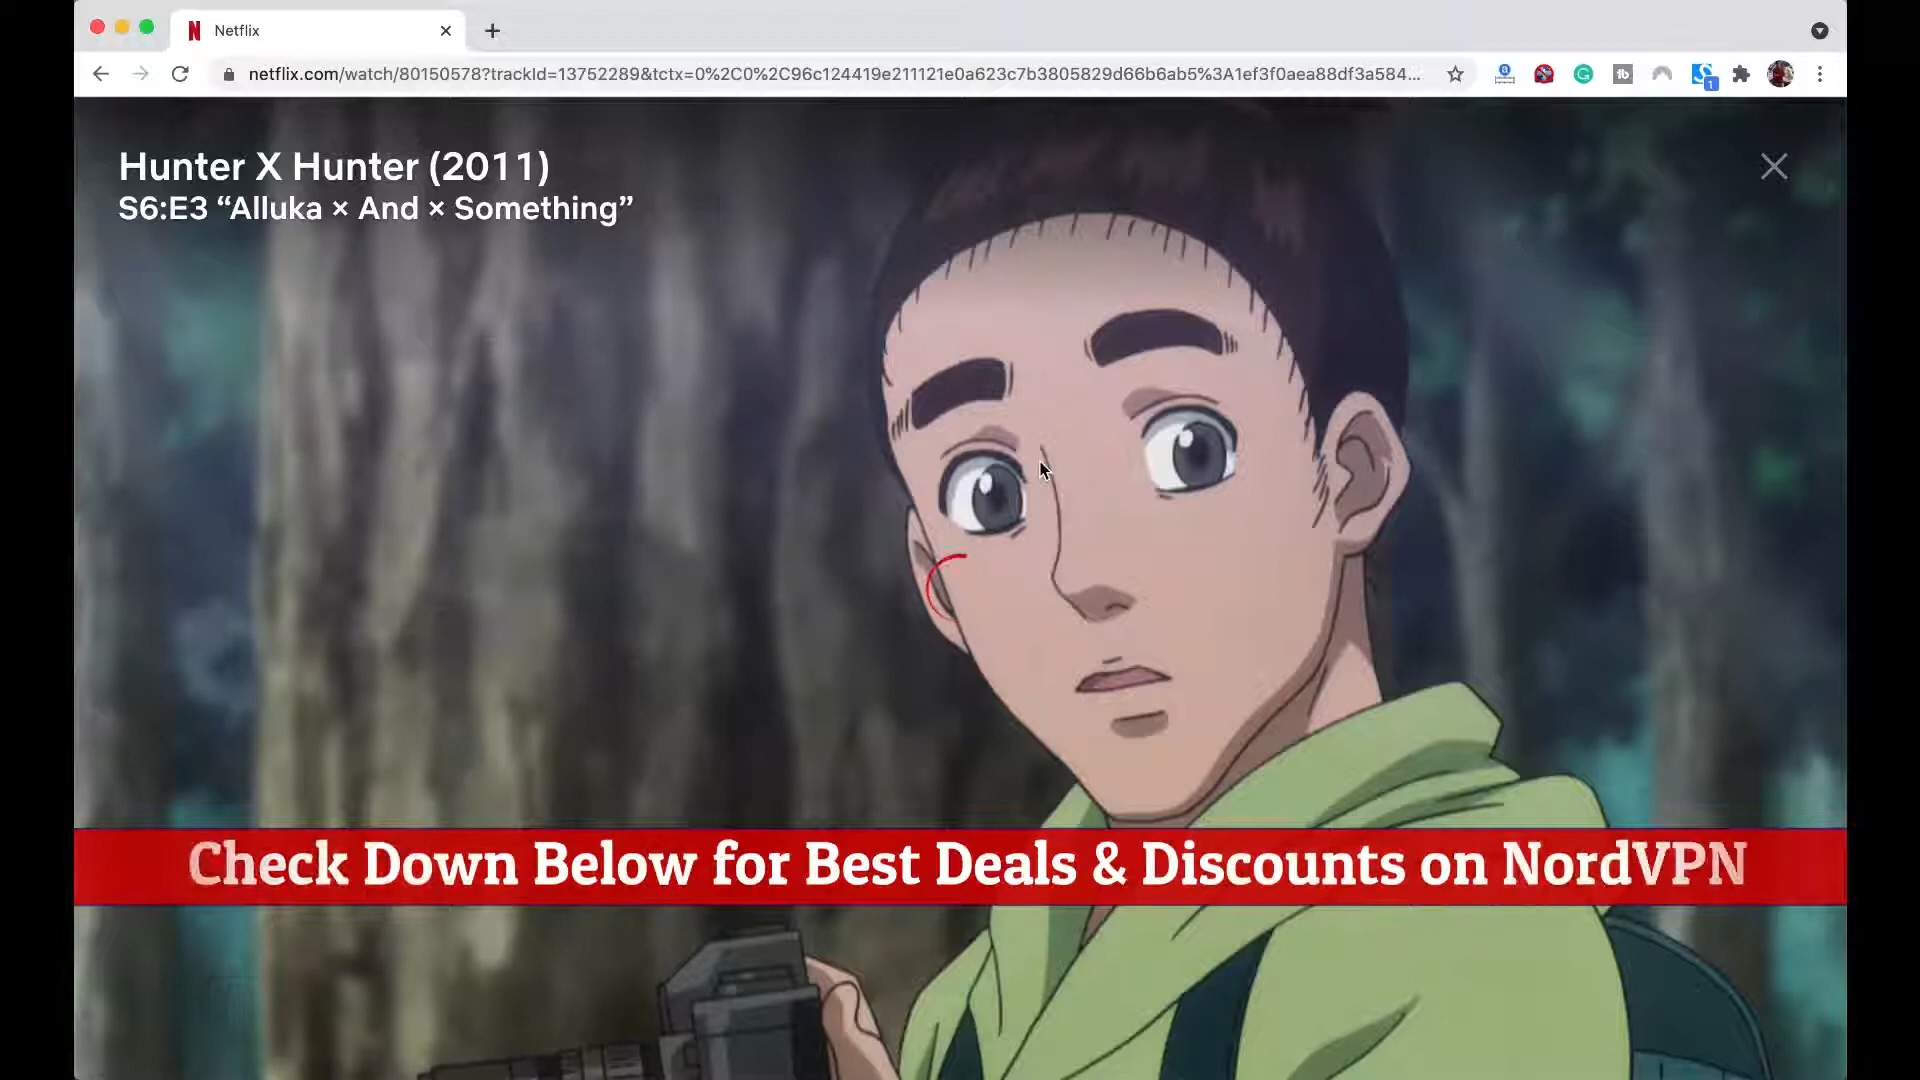 Netflix
netflix.com/watch/80150578?trackId=13752289&tctx=0%2C0%2C96c124419e211121e0a623c7b3805829d66b6ab5%3A1ef3f0aea88df3a584...
1
Hunter X Hunter (2011)
S6:E3 “Alluka × And × Something”
Check Down Below for Best Deals & Discounts on NordVPN